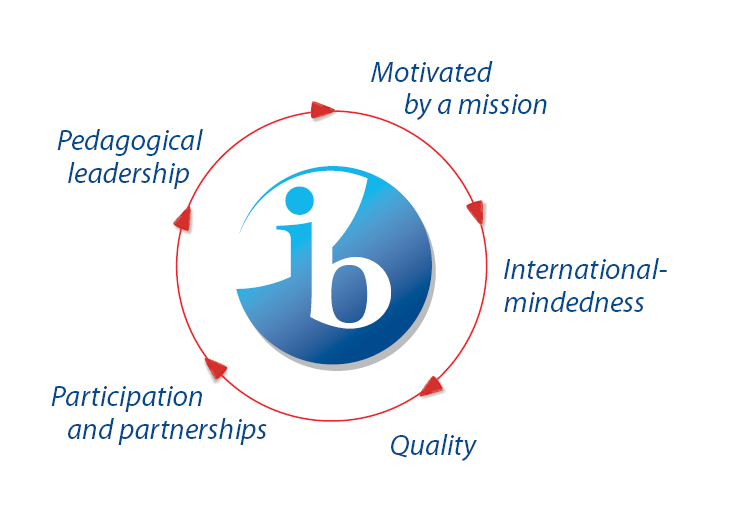 Motivated
by a mission
Pedagogical
leadership
ib
International-
mindedness
Participation
and partnerships
Quality